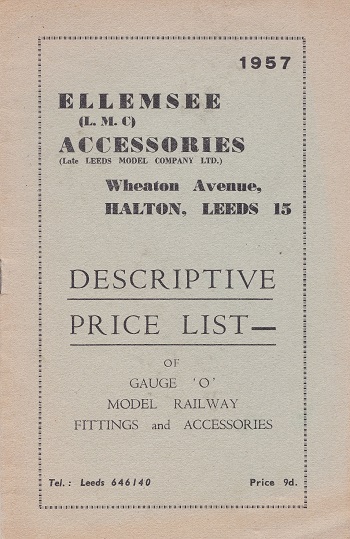 1957
ELLEMSEE
(L. M. C)
ACCESSORIES
(Late LEEDS MODEL COMPANY LTD.)
Wheaton Avenue,
HALTON, LEEDS 15
DESCRIPTIVE
PRICE LIST—
OF
GAUGE 'O'
MODEL RAILWAY
FITTINGS and ACCESSORIES
Tel.: Leeds 646140 Price 9d.